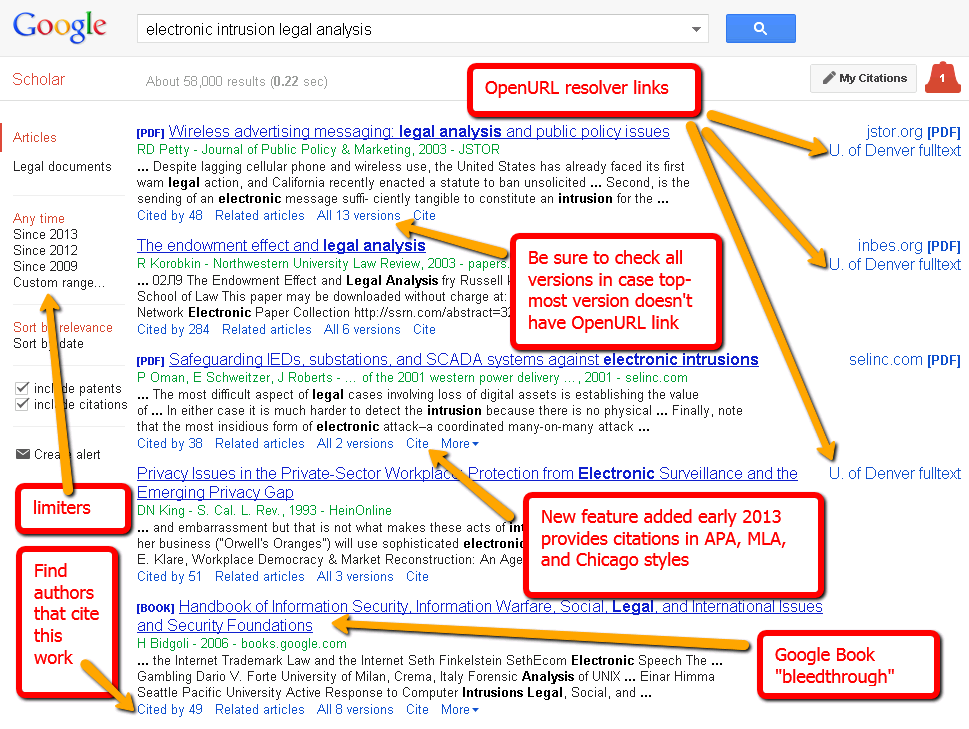 Google
electronic intrusion legal analysis
Scholar
About 58,000 results (0.22 sec)
My Citations
1
OpenURL resolver links
Articles
Legal documents
Any time
Since 2013
Since 2012
Since 2009
Custom range...
Sort by relevance
Sort by date
include patents
include citations
Create alert
limiters
Find
authors
that cite
this
work
[PDF] Wireless advertising messaging: legal analysis and public policy issues
RD Petty - Journal of Public Policy & Marketing, 2003 - JSTOR
... Despite lagging cellular phone and wireless use, the United States has already faced its first
wam legal action, and California recently enacted a statute to ban unsolicited ... Second, is the
sending of an electronic message suffi- ciently tangible to constitute an intrusion for the ...
Cited by 48 Related articles All 13 versions Cite
jstor.org [PDF]
U. of Denver fulltext
The endowment effect and legal analysis
R Korobkin - Northwestern University Law Review, 2003 - papers.
... 02Л9 The Endowment Effect and Legal Analysis fry Russell
School of Law This paper may be downloaded without charge at:
Network Electronic Paper Collection http://ssrn.com/abstract=32
Cited by 284 Related articles All 6 versions Cite
inbes.org [PDF]
U. of Denver fulltext
Be sure to check all
versions in case top-
most version doesn't
have OpenURL link
[PDF] Safeguarding IEDs, substations, and SCADA systems against electronic intrusions
P Oman, E Schweitzer, J Roberts - ... of the 2001 western power delivery ..., 2001 - selinc.com
... The most difficult aspect of legal cases involving loss of digital assets is establishing the value
of ... In either case it is much harder to detect the intrusion because there is no physical ... Finally, note
that the most insidious form of electronic attack–a coordinated many-on-many attack ...
Cited by 38 Related articles All 2 versions Cite More
selinc.com [PDF]
Privacy Issues in the Private-Sector Workplace: Protection from Electronic Surveillance and the
Emerging Privacy Gap
DN King - S. Cal. L. Rev., 1993 - HeinOnline
... and embarrassment but that is not what makes these acts of
her business ("Orwell's Oranges") will use sophisticated
E. Klare, Workplace Democracy & Market Reconstruction: An
Cited by 51 Related articles All 3 versions Cite
U. of Denver fulltext
New feature added early 2013
provides citations in APA, MLA,
and Chicago styles
[BOOK] Handbook of Information Security, Information Warfare, Social, Legal, and International Issues
and Security Foundations
H Bidgoli - 2006 - books.google.com
... the Internet Trademark Law and the Internet Seth Finkelstein SethEcom Electronic Speech The ...
Gambling Dario V. Forte University of Milan, Crema, Italy Forensic Analysis of UNIX ... Einar Himma
Seattle Pacific University Active Response to Computer Intrusions Legal, Social, and ...
Cited by 49 Related articles All 8 versions Cite More
Google Book
"bleedthrough"